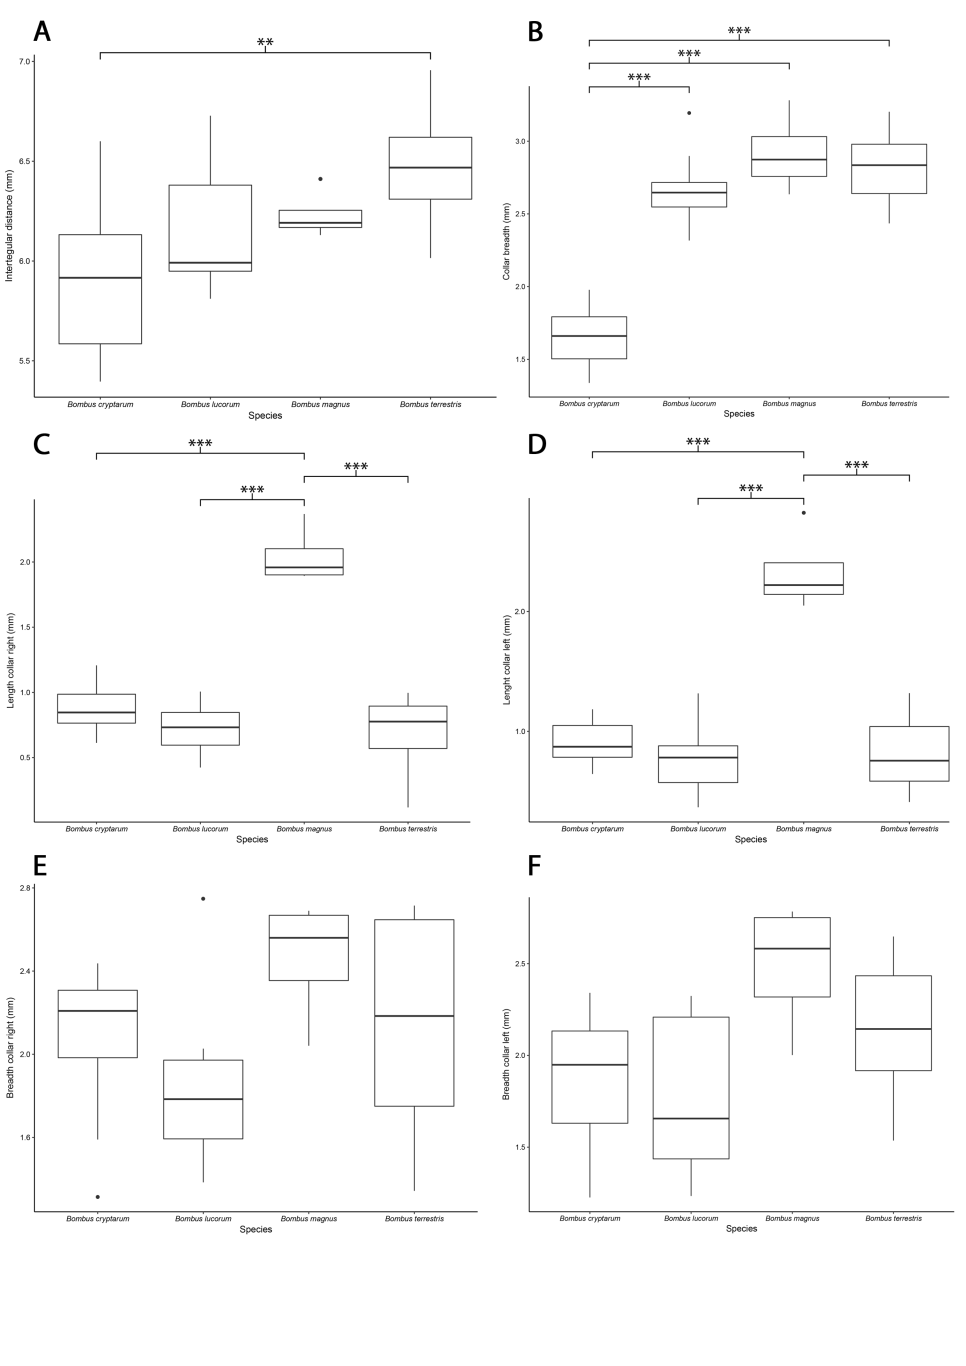 A
**
7.0
6.5
6.0
5.5
Intertegular distance (mm)
Bombus cryptarum Bombus lucorum Bombus magnus Bombus terrestris
Species
B
***
***
***
3.0
2.5
2.0
1.5
Collar breadth (mm)
Bombus cryptarum Bombus lucorum Bombus magnus Bombus terrestris
Species
C
***
***
***
2.0
1.5
1.0
0.5
Length collar right (mm)
Bombus cryptarum Bombus lucorum Bombus magnus Bombus terrestris
Species
D
***
***
***
2.0
1.0
Lenght collar left (mm)
Bombus cryptarum Bombus lucorum Bombus magnus Bombus terrestris
Species
E
2.8
2.4
2.0
1.6
Breadth collar right (mm)
Bombus cryptarum Bombus lucorum Bombus magnus Bombus terrestris
Species
F
2.5
2.0
1.5
Breadth collar left (mm)
Bombus cryptarum Bombus lucorum Bombus magnus Bombus terrestris
Species